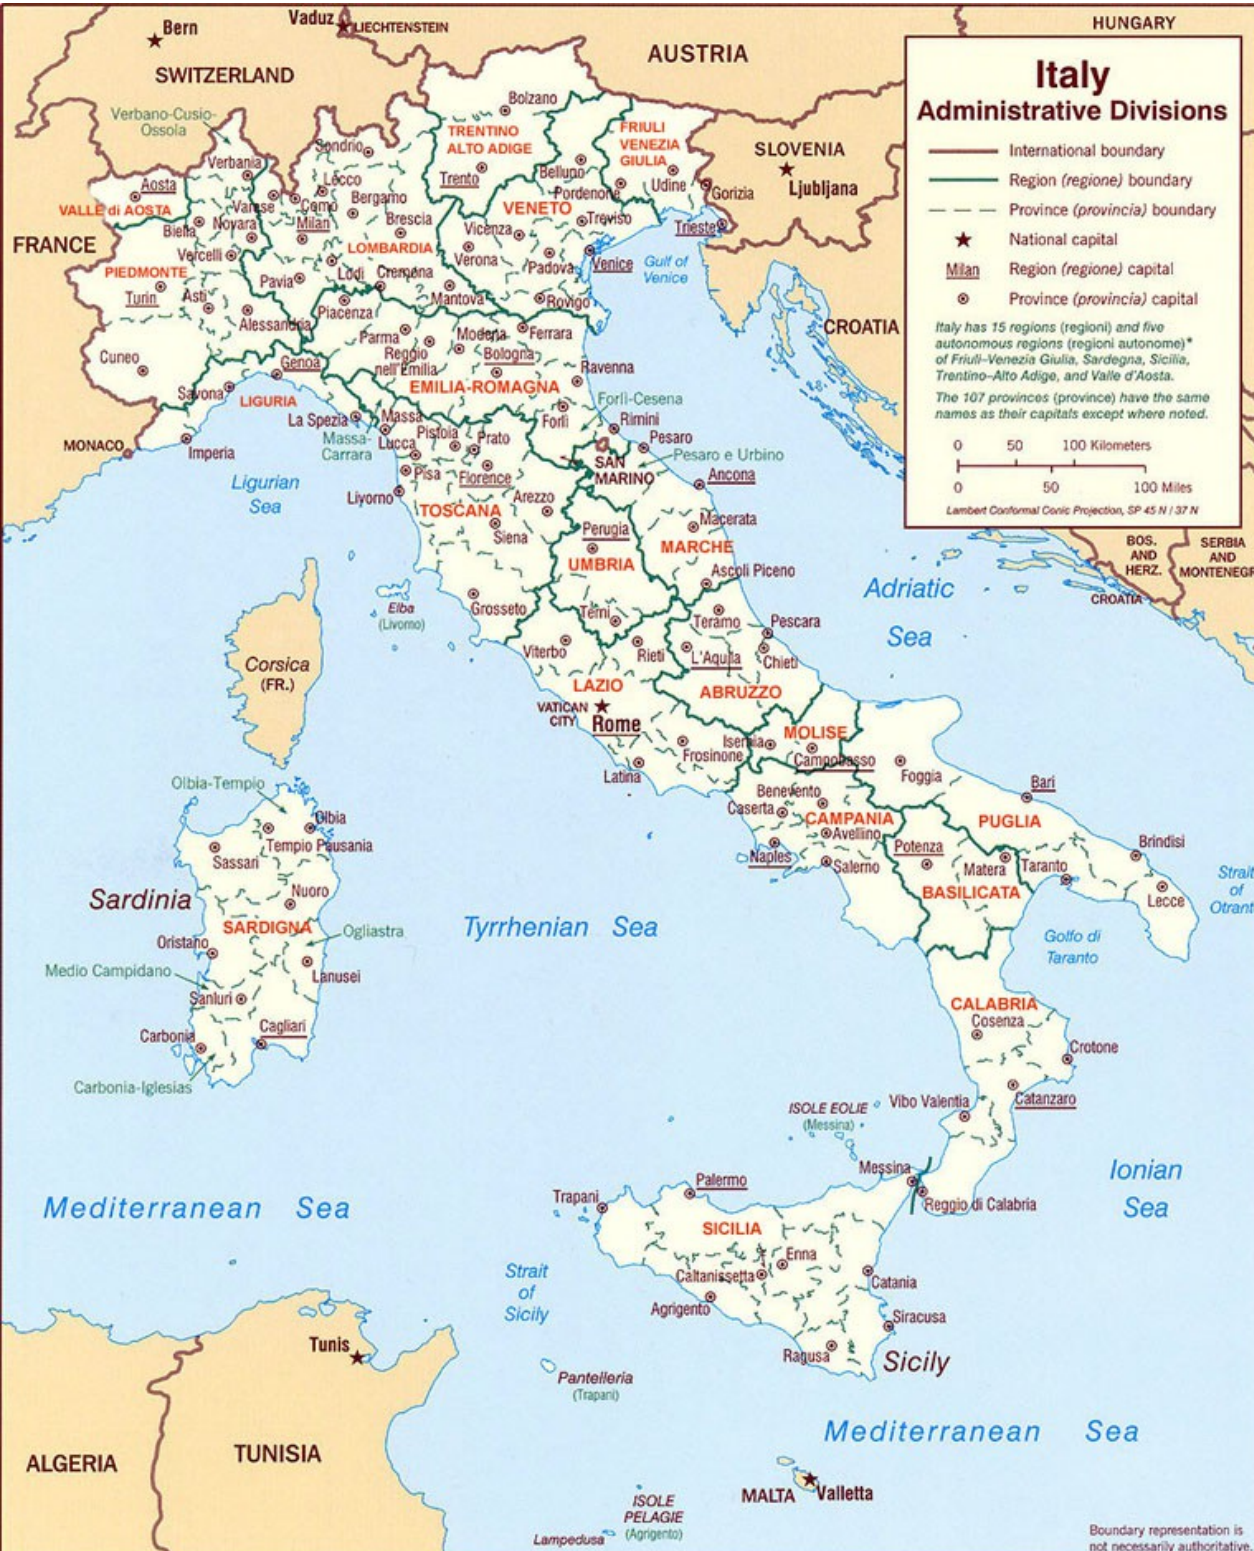 HUNGARY
Bern
Vaduz
LIECHTENSTEIN
AUSTRIA
SWITZERLAND
Italy
Administrative Divisions
International boundary
Region (regione) boundary
Province (provincia) boundary
National capital
Milan
Region (regione) capital
Province (provincia) capital
Italy has 15 regions (regioni) and five
autonomous regions (regioni autonome)*
of Friuli–Venezia Giulia, Sardegna, Sicilia,
Trentino–Alto Adige, and Valle d'Aosta.
The 107 provinces (province) have the same
names as their capitals except where noted.
0 50 100 Kilometers
0 50 100 Miles
Lambert Conformal Conic Projection, SP 45 N / 37 N
Verbano-Cusio-
Ossola
Bolzano
TRENTINO
ALTO ADIGE
FRIULI
VENEZIA
GIULIA
SLOVENIA
Ljubljana
Sondrio
Verbania
Trento
Belluno
Pordenone
Udine
Gorizia
Aosta
VALLE di AOSTA
Lecco
Como
Varese
Bergamo
Milan
Brescia
VENETO
Treviso
Trieste
FRANCE
Biella
Novara
LOMBARDIA
Vicenza
Verona
Padova
Venice
Gulf of
Venice
Vercelli
PIEDMONTE
Turin
Asti
Pavia
Lodi
Cremona
Mantova
Rovigo
Alessandria
Piacenza
CROATIA
Cuneo
Parma
Reggio
nell'Emilia
Modena
Bologna
Ferrara
Genoa
Savona
LIGURIA
EMILIA-ROMAGNA
Ravenna
Forlì-Cesena
Forlì
Rimini
La Spezia
Massa
Massa-
Carrara
Lucca
Pistoia
Prato
Pesaro
Pesaro e Urbino
MONACO
Imperia
Pisa
Florence
SAN
MARINO
Ancona
Ligurian
Sea
Livorno
TOSCANA
Arezzo
Siena
Perugia
UMBRIA
Macerata
MARCHE
Ascoli Piceno
BOS.
AND
HERZ.
SERBIA
AND
MONTENEGR
CROATIA
Adriatic
Sea
Elba
(Livorno)
Grosseto
Terni
Teramo
Pescara
Viterbo
Rieti
L'Aquila
Chieti
Corsica
(FR.)
LAZIO
ABRUZZO
VATICAN
CITY
Rome
MOLISE
Isernia
Campobasso
Frosinone
Latina
Foggia
Bari
Olbia-Tempio
Benevento
Caserta
CAMPANIA
Avellino
PUGLIA
Olbia
Tempio Pausania
Sassari
Naples
Salerno
Potenza
Matera
Taranto
Brindisi
Lecce
BASILICATA
Strait
of
Otrant
Sardinia
Nuoro
SARDIGNA
Ogliastra
Oristano
Tyrrhenian Sea
Golfo di
Taranto
Medio Campidano
Lanusei
Sanluri
CALABRIA
Cosenza
Carbonia
Cagliari
Crotone
Carbonia-Iglesias
Catanzaro
Vibo Valentia
ISOLE EOLIE
(Messina)
Ionian
Sea
Messina
Reggio di Calabria
Mediterranean Sea
Trapani
Palermo
SICILIA
Enna
Caltanissetta
Catania
Agrigento
Siracusa
Ragusa
Sicily
Strait
of
Sicily
Tunis
Pantelleria
(Trapani)
Mediterranean Sea
ALGERIA
TUNISIA
MALTA
Valletta
ISOLE
PELAGIE
(Agrigento)
Lampedusa
Boundary representation is
not necessarily authoritative.